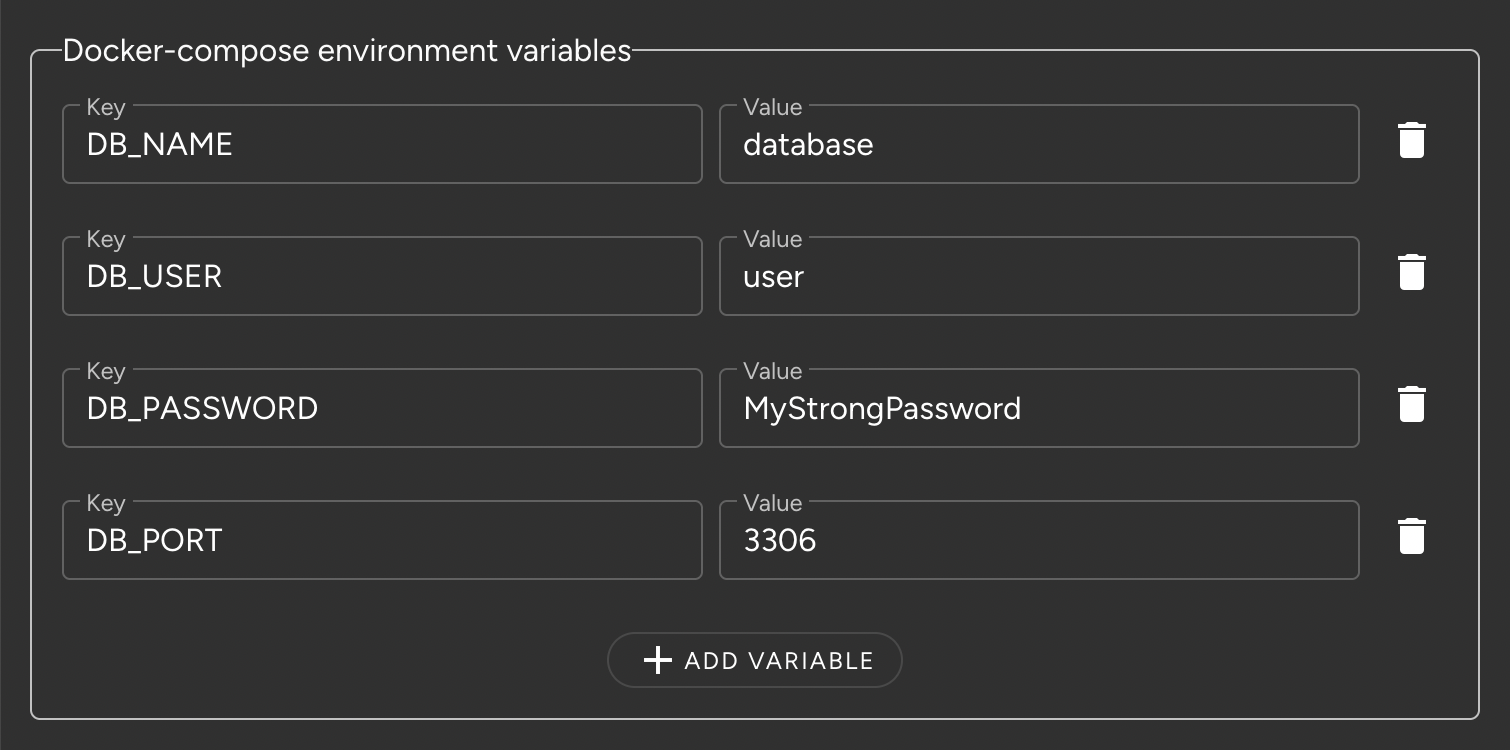 Docker-compose environment variables
Key Value
DB_NAME database
Key Value
DB_USER user
Key Value
DB_PASSWORD MyStrongPassword
Key Value
DB_PORT 3306
ADD VARIABLE